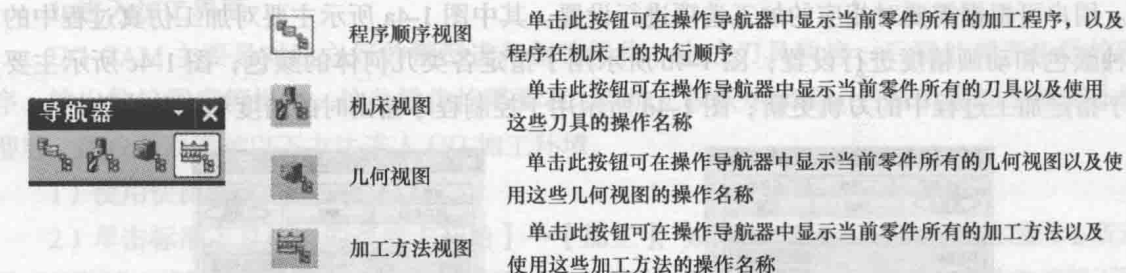 导航器
程序顺序视图
单击此按钮可在操作导航器中显示当前零件所有的加工程序，以及
程序在机床上的执行顺序
机床视图
单击此按钮可在操作导航器中显示当前零件所有的刀具以及使用
这些刀具的操作名称
几何视图
单击此按钮可在操作导航器中显示当前零件所有的几何视图以及使
用这些几何视图的操作名称
加工方法视图
单击此按钮可在操作导航器中显示当前零件所有的加工方法以及
使用这些加工方法的操作名称